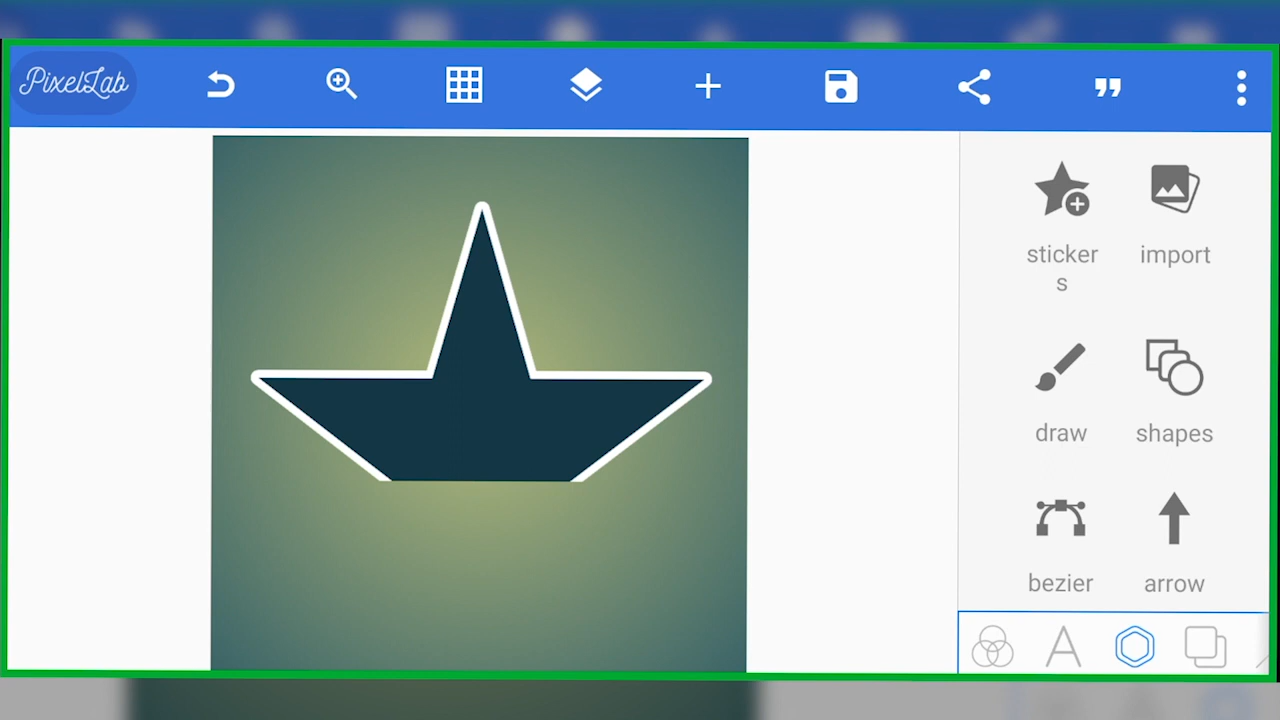 PixelLab
sticker
s
import
draw
shapes
bezier
arrow